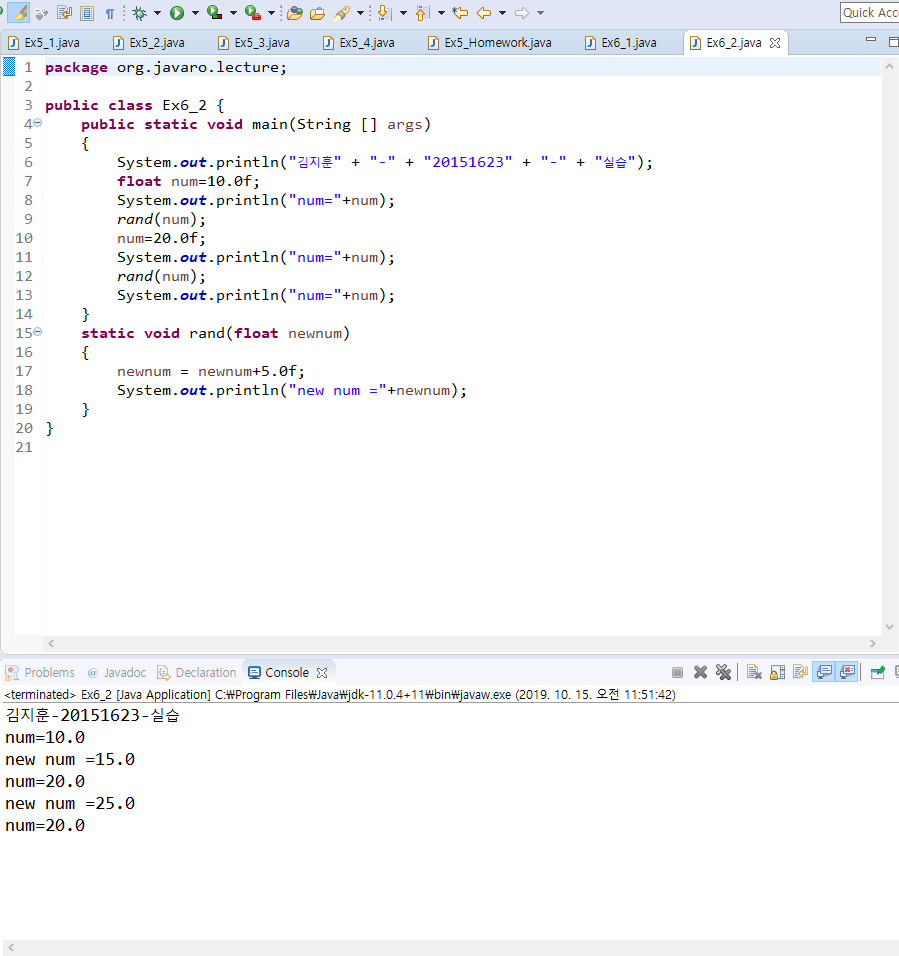 Quick Acc
Ex5_1.java Ex5_2.java Ex5_3.java Ex5_4.java Ex5_Homework.java Ex6_1.java Ex6_2.java
1 package org.javaro.lecture;
2
3 public class Ex6_2 {
4 public static void main(String [] args)
5 {
6 System.out.println("김지훈" + "-" + "20151623" + "-" + "실습");
7 float num=10.0f;
8 System.out.println("num="+num);
9 rand(num);
10 num=20.0f;
11 System.out.println("num="+num);
12 rand(num);
13 System.out.println("num="+num);
14 }
15 static void rand(float newnum)
16 {
17 newnum = newnum+5.0f;
18 System.out.println("new num ="+newnum);
19 }
20 }
21
Problems @ Javadoc Declaration Console
<terminated> Ex6_2 [Java Application] C:₩Program Files₩Java₩jdk-11.0.4+11₩bin₩javaw.exe (2019. 10. 15. 오전 11:51:42)
김지훈-20151623-실습
num=10.0
new num =15.0
num=20.0
new num =25.0
num=20.0